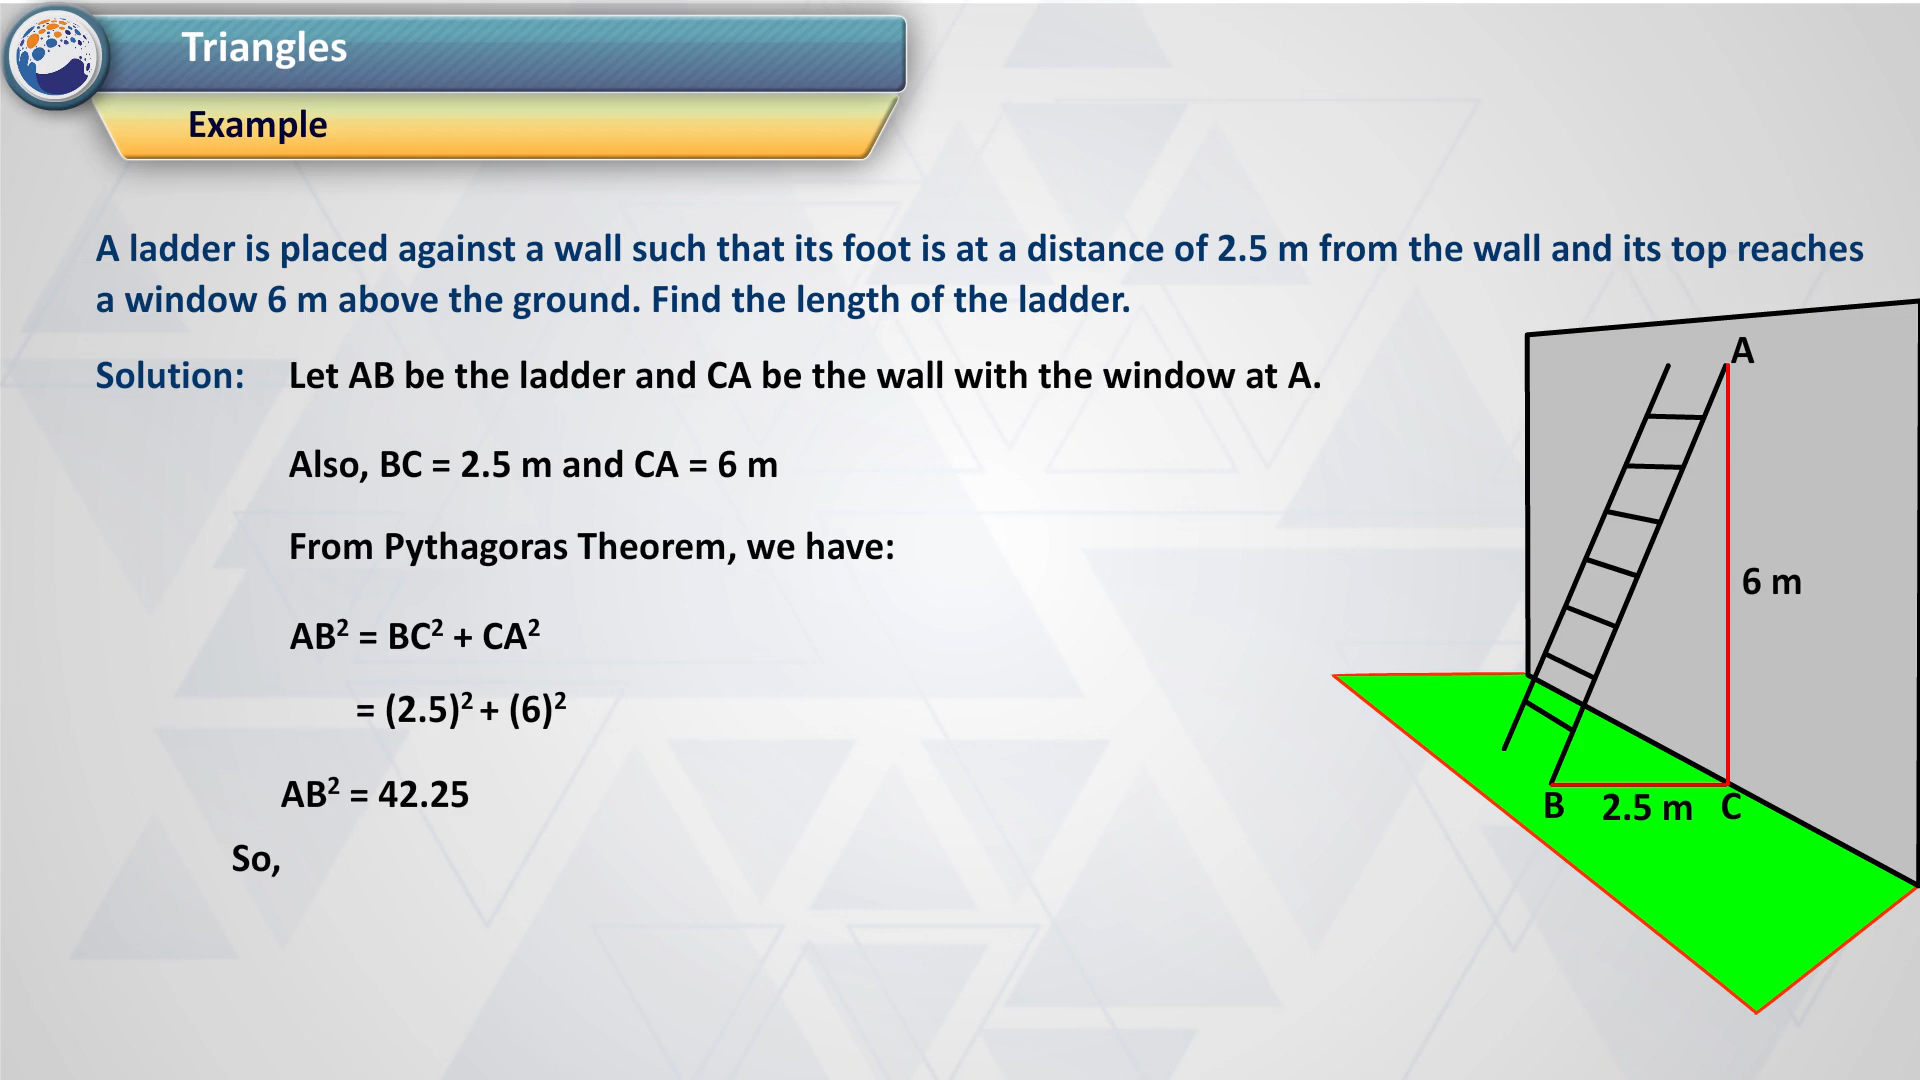 Triangles
Example
A ladder is placed against a wall such that its foot is at a distance of 2.5 m from the wall and its top reaches
a window 6 m above the ground. Find the length of the ladder.
Solution: Let AB be the ladder and CA be the wall with the window at A.
Also, BC = 2.5 m and CA = 6 m
From Pythagoras Theorem, we have:
AB² = BC² + CA²
= (2.5)² + (6)²
AB² = 42.25
So,
A
6 m
B 2.5 m C